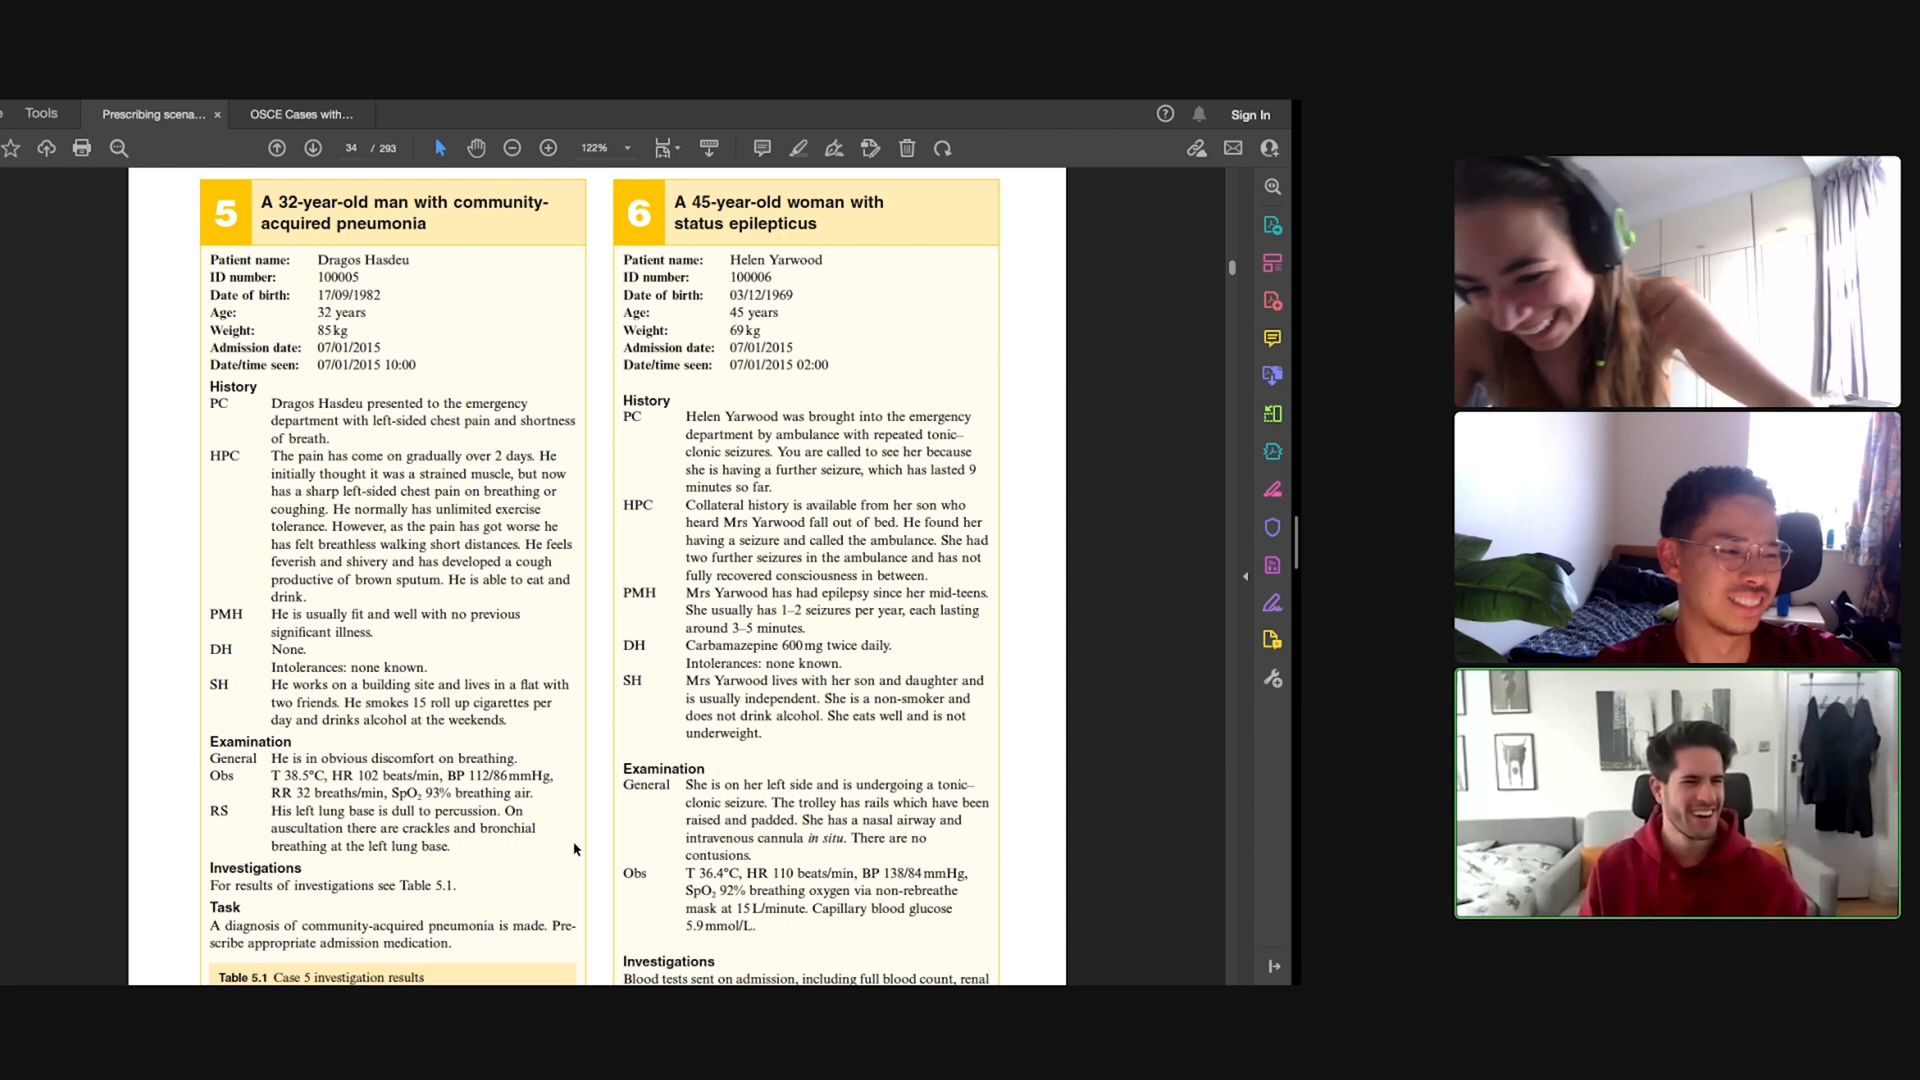 Tools
Prescribing scena... ×
OSCE Cases with...
Sign In
34 / 293
122%
5
A 32-year-old man with community-
acquired pneumonia
Patient name: Dragos Hasdeu
ID number: 100005
Date of birth: 17/09/1982
Age: 32 years
Weight: 85 kg
Admission date: 07/01/2015
Date/time seen: 07/01/2015 10:00
History
PC Dragos Hasdeu presented to the emergency
department with left-sided chest pain and shortness
of breath.
HPC The pain has come on gradually over 2 days. He
initially thought it was a strained muscle, but now
has a sharp left-sided chest pain on breathing or
coughing. He normally has unlimited exercise
tolerance. However, as the pain has got worse he
has felt breathless walking short distances. He feels
feverish and shivery and has developed a cough
productive of brown sputum. He is able to eat and
drink.
PMH He is usually fit and well with no previous
significant illness.
DH None.
Intolerances: none known.
SH He works on a building site and lives in a flat with
two friends. He smokes 15 roll up cigarettes per
day and drinks alcohol at the weekends.
Examination
General He is in obvious discomfort on breathing.
Obs T 38.5°C, HR 102 beats/min, BP 112/86 mmHg,
RR 32 breaths/min, SpO₂ 93% breathing air.
RS His left lung base is dull to percussion. On
auscultation there are crackles and bronchial
breathing at the left lung base.
Investigations
For results of investigations see Table 5.1.
Task
A diagnosis of community-acquired pneumonia is made. Pre-
scribe appropriate admission medication.
Table 5.1 Case 5 investigation results
6
A 45-year-old woman with
status epilepticus
Patient name: Helen Yarwood
ID number: 100006
Date of birth: 03/12/1969
Age: 45 years
Weight: 69 kg
Admission date: 07/01/2015
Date/time seen: 07/01/2015 02:00
History
PC Helen Yarwood was brought into the emergency
department by ambulance with repeated tonic–
clonic seizures. You are called to see her because
she is having a further seizure, which has lasted 9
minutes so far.
HPC Collateral history is available from her son who
heard Mrs Yarwood fall out of bed. He found her
having a seizure and called the ambulance. She had
two further seizures in the ambulance and has not
fully recovered consciousness in between.
PMH Mrs Yarwood has had epilepsy since her mid-teens.
She usually has 1–2 seizures per year, each lasting
around 3–5 minutes.
DH Carbamazepine 600 mg twice daily.
Intolerances: none known.
SH Mrs Yarwood lives with her son and daughter and
is usually independent. She is a non-smoker and
does not drink alcohol. She eats well and is not
underweight.
Examination
General She is on her left side and is undergoing a tonic–
clonic seizure. The trolley has rails which have been
raised and padded. She has a nasal airway and
intravenous cannula in situ. There are no
contusions.
Obs T 36.4°C, HR 110 beats/min, BP 138/84 mmHg,
SpO₂ 92% breathing oxygen via non-rebreathe
mask at 15 L/minute. Capillary blood glucose
5.9 mmol/L.
Investigations
Blood tests sent on admission, including full blood count, renal